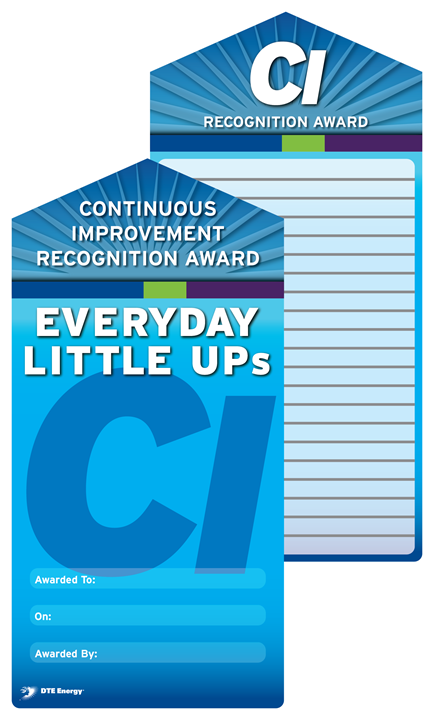 CI
RECOGNITION AWARD
CONTINUOUS
IMPROVEMENT
RECOGNITION AWARD
EVERYDAY
LITTLE UPs
CI
Awarded To:
On:
Awarded By:
DTE Energy®